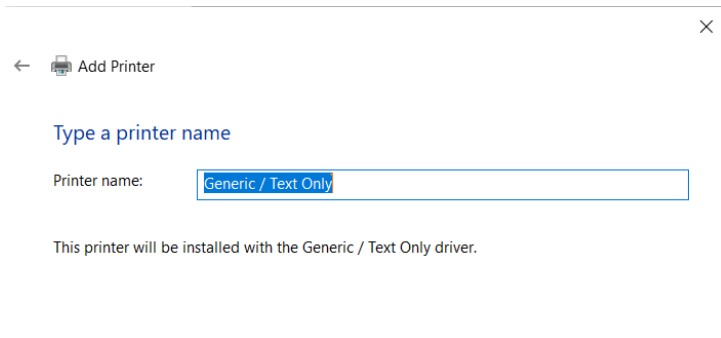 Add Printer
Type a printer name
Printer name: Generic / Text Only
This printer will be installed with the Generic / Text Only driver.